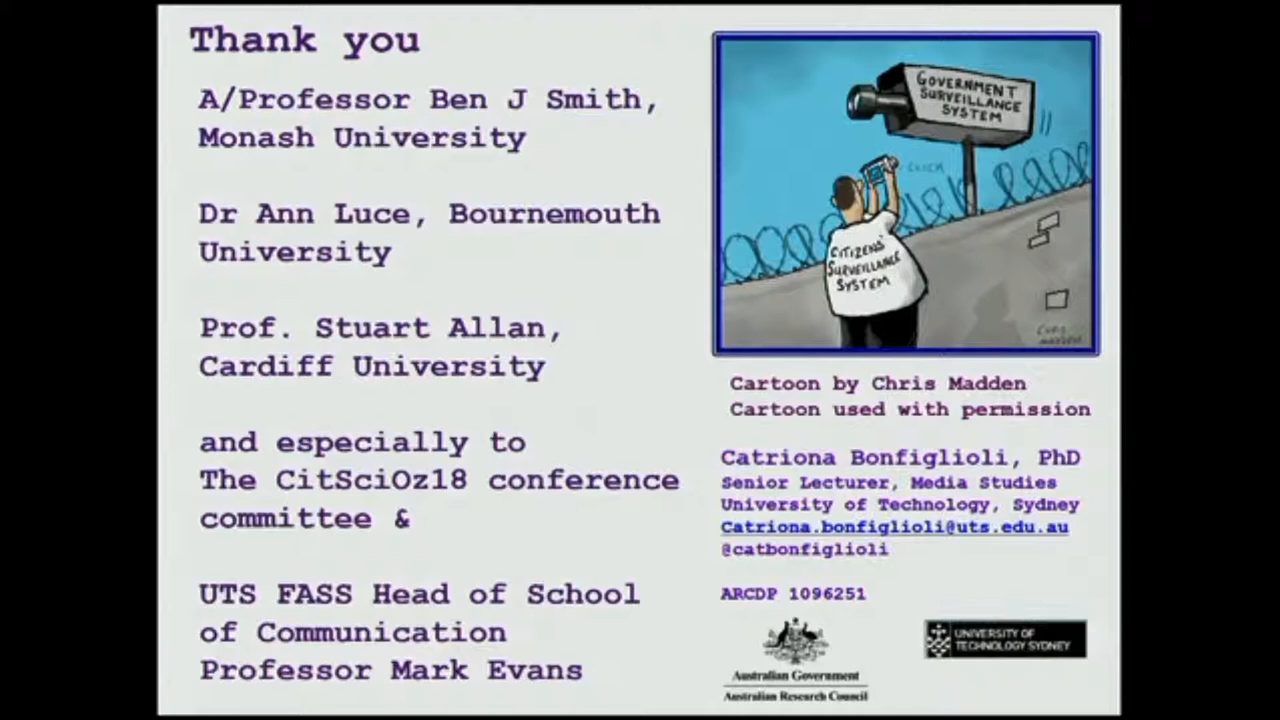 Thank you
A/Professor Ben J Smith,
Monash University
Dr Ann Luce, Bournemouth
University
Prof. Stuart Allan,
Cardiff University
and especially to
The CitSciOz18 conference
committee &
UTS FASS Head of School
of Communication
Professor Mark Evans
GOVERNMENT
SURVEILLANCE
SYSTEM
CLICK
CITIZENS'
SURVEILLANCE
SYSTEM
CHRIS
MADDEN
Cartoon by Chris Madden
Cartoon used with permission
Catriona Bonfiglioli, PhD
Senior Lecturer, Media Studies
University of Technology, Sydney
Catriona.bonfiglioli@uts.edu.au
@catbonfiglioli
ARCDP 1096251
Australian Government
Australian Research Council
UNIVERSITY OF
TECHNOLOGY SYDNEY